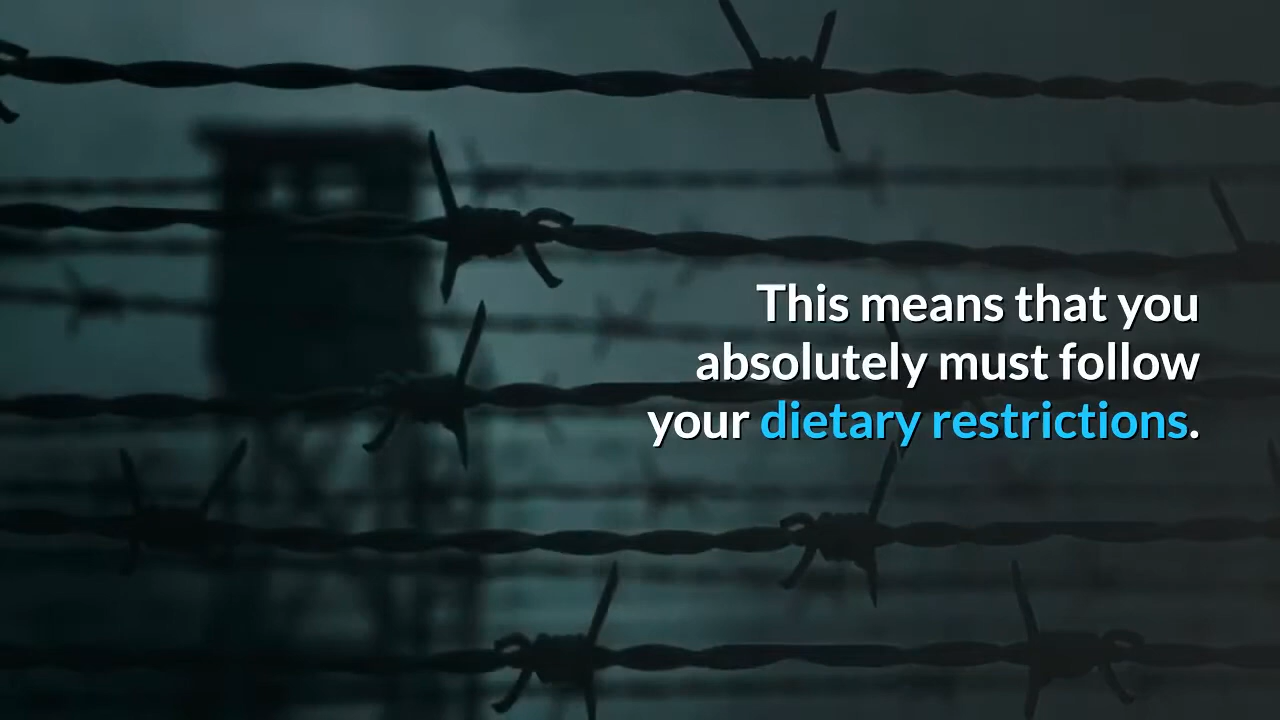 This means that you
absolutely must follow
your dietary restrictions.